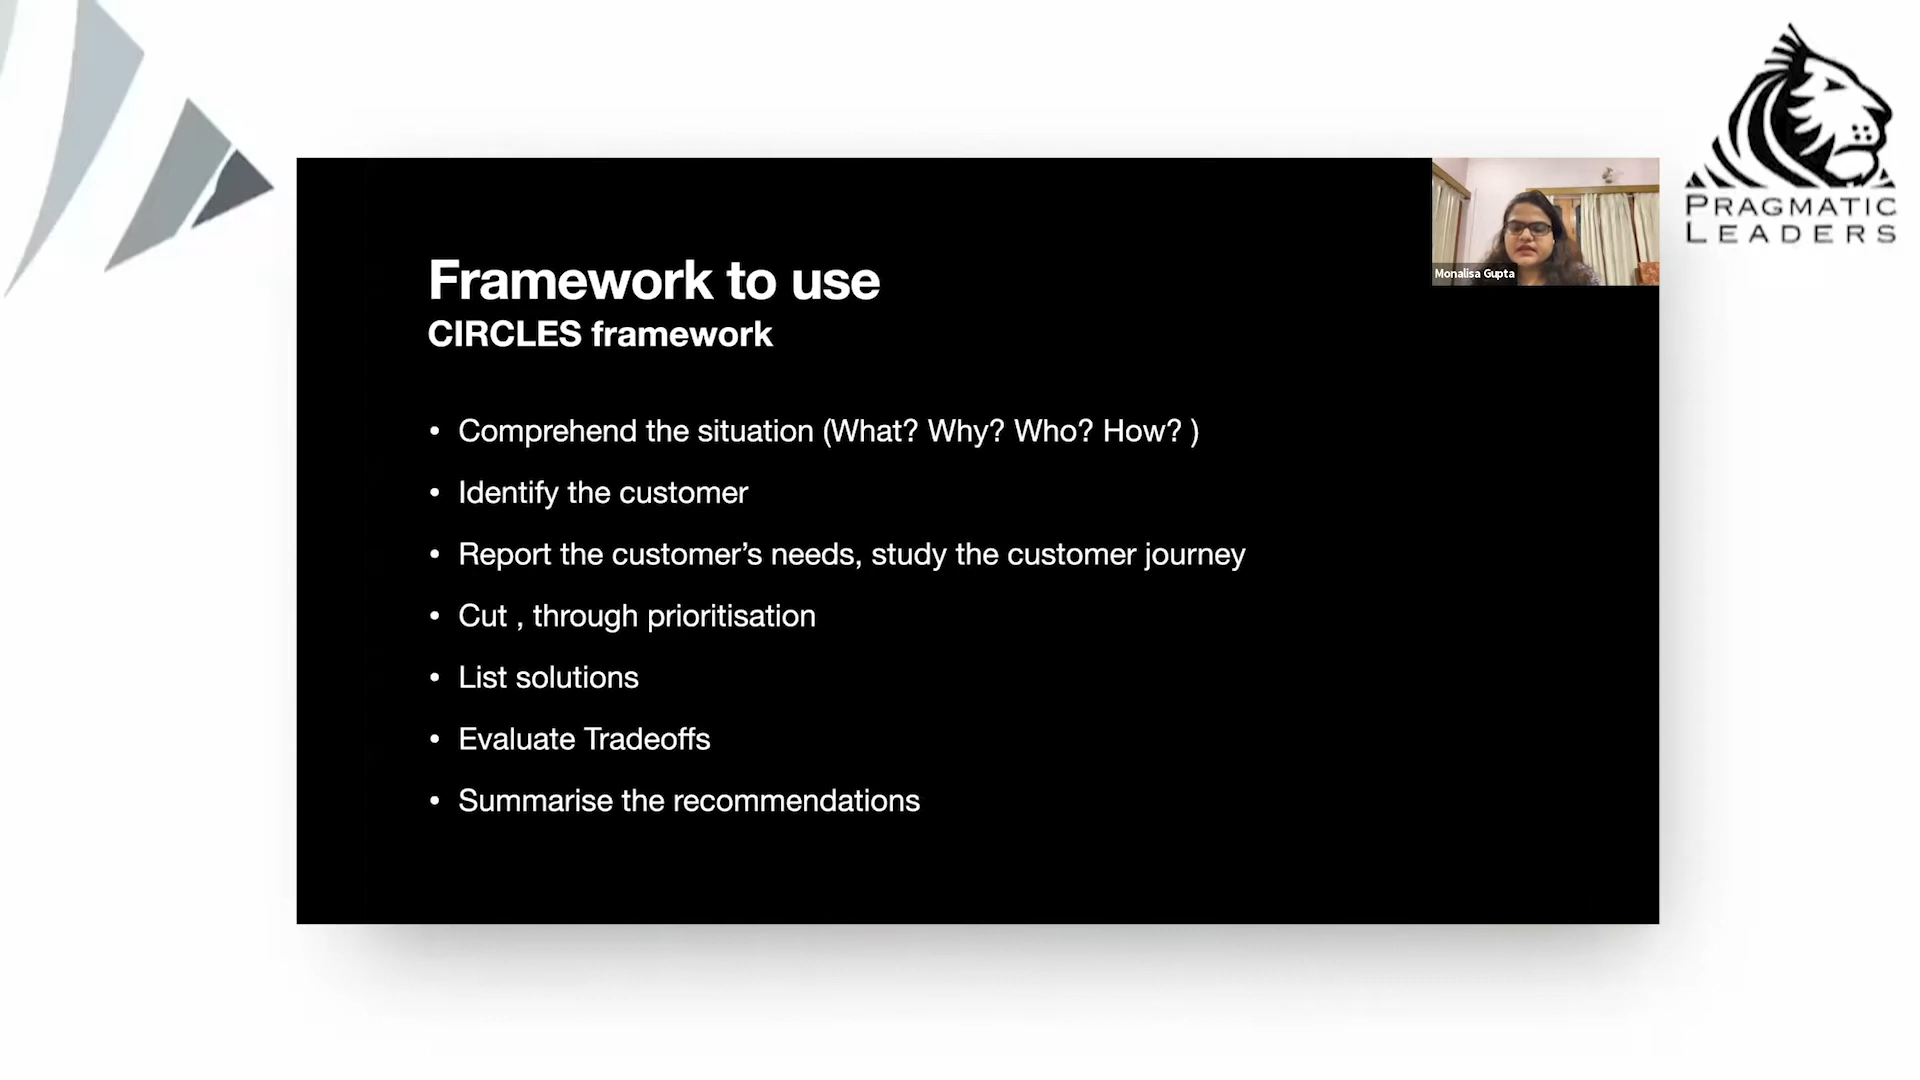 PRAGMATIC
LEADERS
Monalisa Gupta
Framework to use
CIRCLES framework
• Comprehend the situation (What? Why? Who? How? )
• Identify the customer
• Report the customer’s needs, study the customer journey
• Cut , through prioritisation
• List solutions
• Evaluate Tradeoffs
• Summarise the recommendations